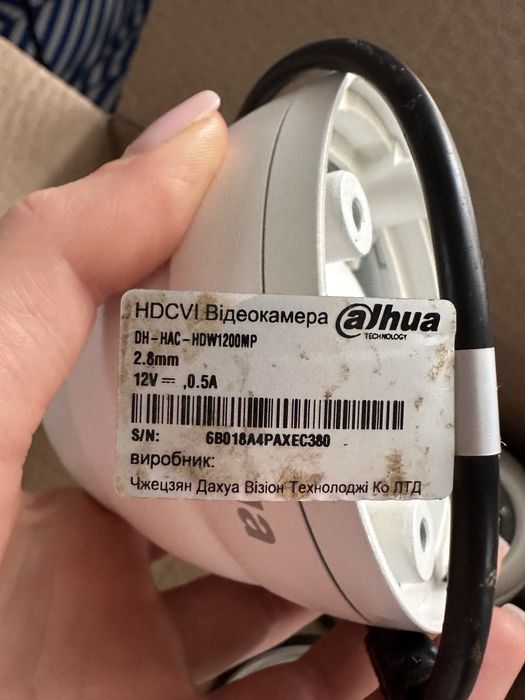 HDCVI Відеокамера
alhua
TECHNOLOGY
DH-HAC-HDW1200MP
2.8mm
12V ⎓ ,0.5A
S/N: 6B018A4PAXEC380
виробник:
Чжецзян Дахуа Візіон Технолоджі Ко ЛТД